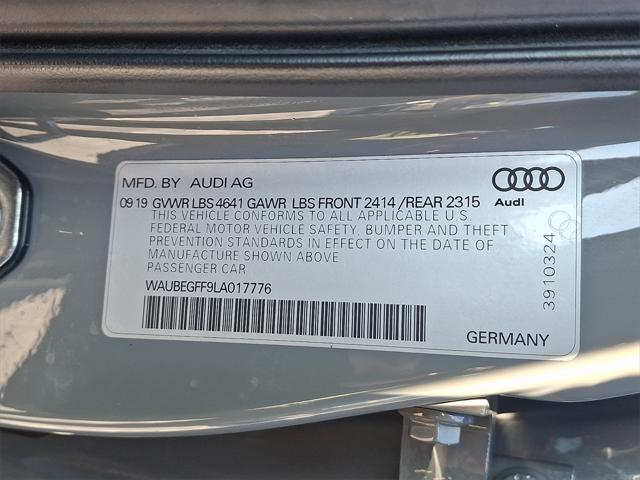 MFD. BY AUDI AG
Audi
09 19 GVWR LBS 4641 GAWR LBS FRONT 2414 /REAR 2315
THIS VEHICLE CONFORMS TO ALL APPLICABLE U.S.
FEDERAL MOTOR VEHICLE SAFETY, BUMPER AND THEFT
PREVENTION STANDARDS IN EFFECT ON THE DATE OF
MANUFACTURE SHOWN ABOVE
PASSENGER CAR
WAUBEGFF9LA017776
3910324
GERMANY